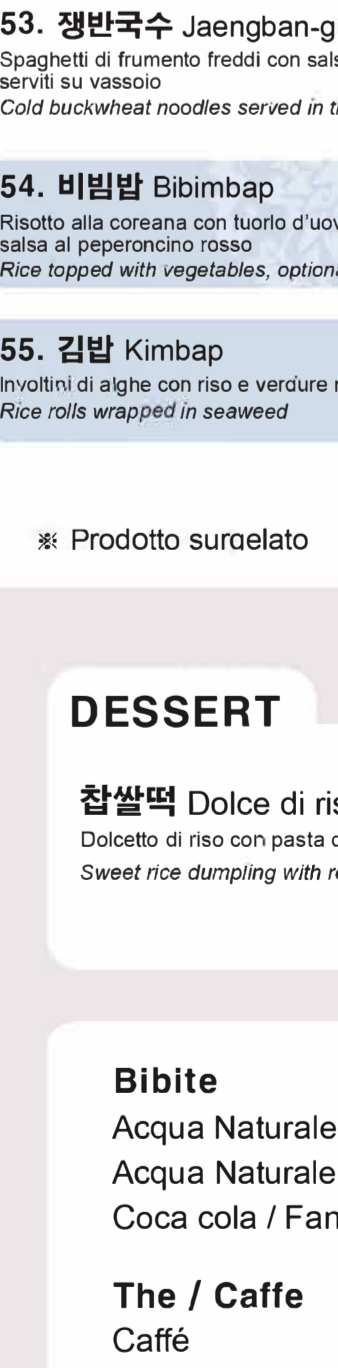 53. 쟁반국수 Jaengban-g
Spaghetti di frumento freddi con sals
serviti su vassoio
Cold buckwheat noodles served in t
54. 비빔밥 Bibimbap
Risotto alla coreana con tuorlo d'uov
salsa al peperoncino rosso
Rice topped with vegetables, optiona
55. 김밥 Kimbap
Involtini di alghe con riso e verdure
Rice rolls wrapped in seaweed
※ Prodotto surgelato
DESSERT
찹쌀떡 Dolce di ris
Dolcetto di riso con pasta
Sweet rice dumpling with re
Bibite
Acqua Naturale
Acqua Naturale
Coca cola / Fan
The / Caffe
Caffé